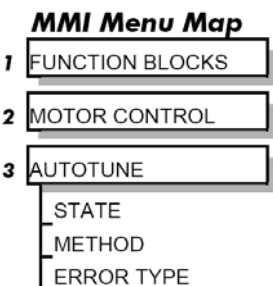 MMI Menu Map
1 FUNCTION BLOCKS
2 MOTOR CONTROL
3 AUTOTUNE
STATE
METHOD
ERROR TYPE